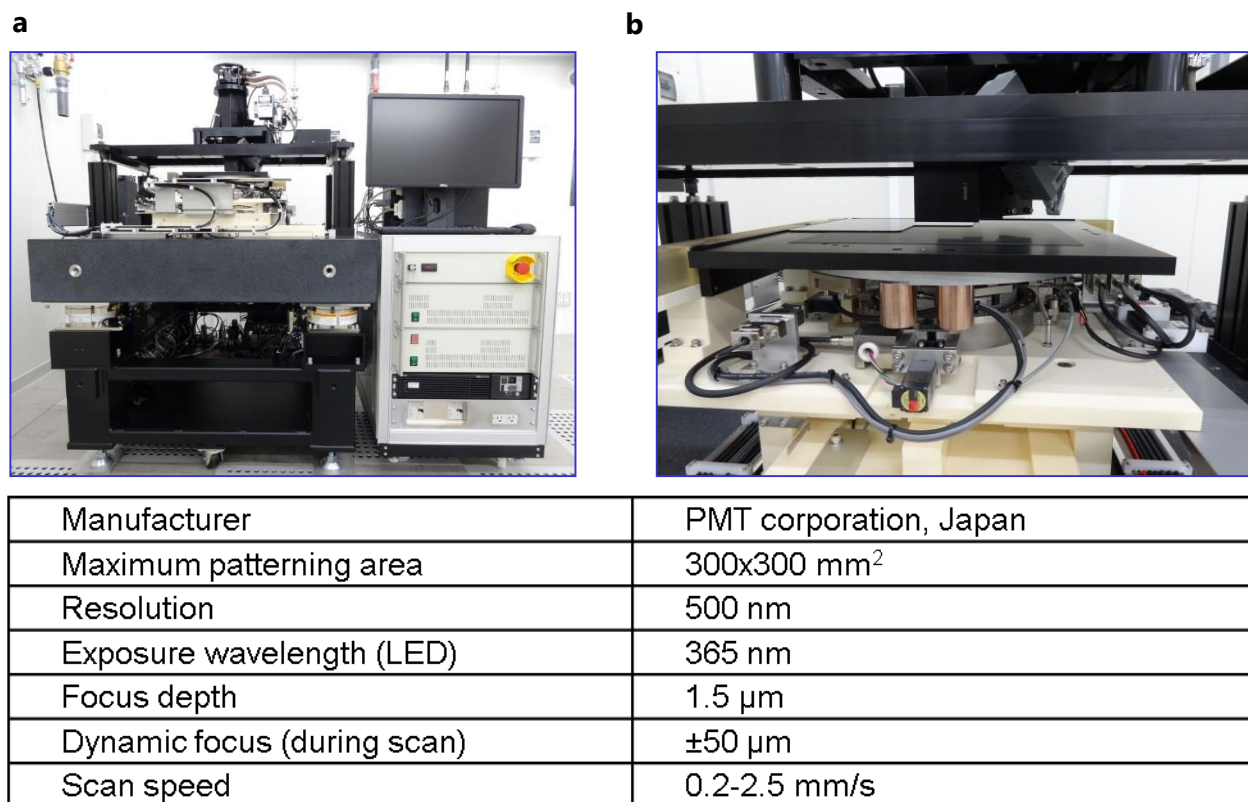 a
b
Manufacturer PMT corporation, Japan
Maximum patterning area 300x300 mm²
Resolution 500 nm
Exposure wavelength (LED) 365 nm
Focus depth 1.5 µm
Dynamic focus (during scan) ±50 µm
Scan speed 0.2-2.5 mm/s